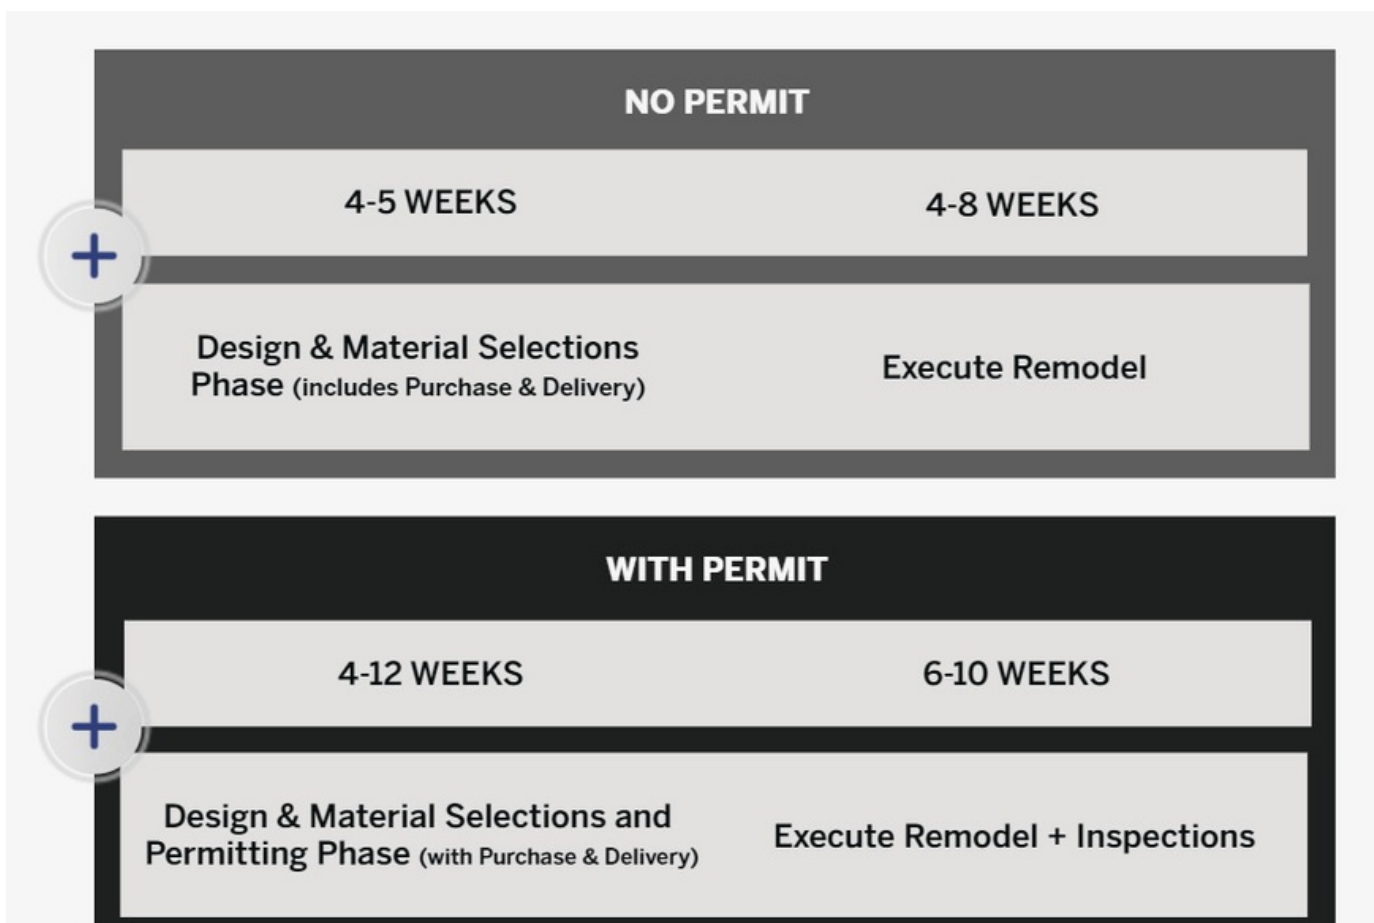 NO PERMIT
4-5 WEEKS
4-8 WEEKS
Design & Material Selections
Phase (includes Purchase & Delivery)
Execute Remodel
WITH PERMIT
4-12 WEEKS
6-10 WEEKS
Design & Material Selections and
Permitting Phase (with Purchase & Delivery)
Execute Remodel + Inspections